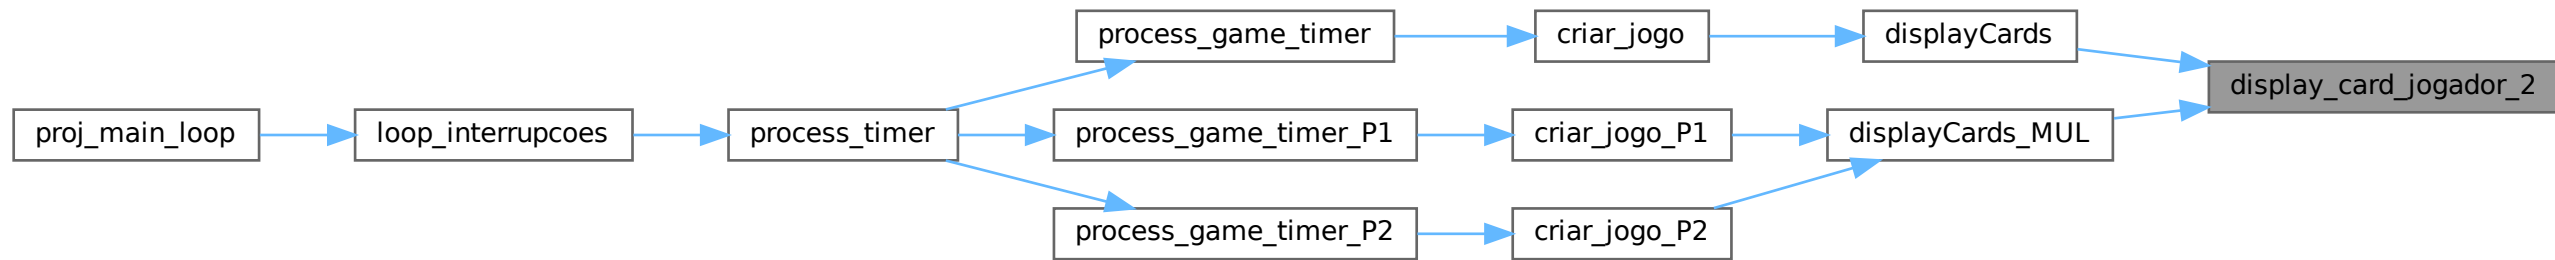 process_game_timer
criar_jogo
displayCards
display_card_jogador_2
proj_main_loop
loop_interrupcoes
process_timer
process_game_timer_P1
criar_jogo_P1
displayCards_MUL
process_game_timer_P2
criar_jogo_P2